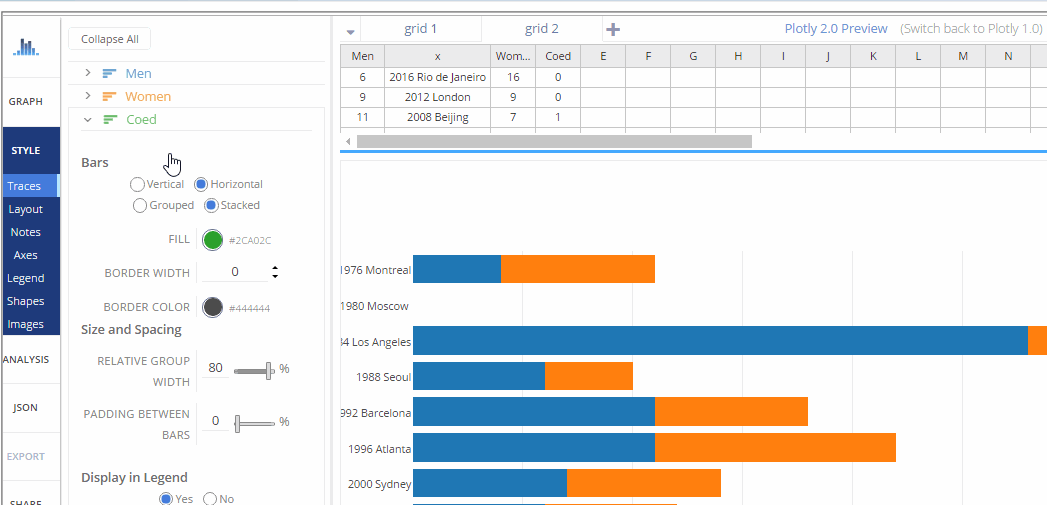 Collapse All
Men
Women
Coed
GRAPH
STYLE
Traces
Layout
Notes
Axes
Legend
Shapes
Images
ANALYSIS
JSON
EXPORT
SHARE
Bars
Vertical Horizontal
Grouped Stacked
FILL #2CA02C
BORDER WIDTH 0
BORDER COLOR #444444
Size and Spacing
RELATIVE GROUP
WIDTH 80 %
PADDING BETWEEN
BARS 0 %
Display in Legend
Yes No
grid 1 grid 2 Plotly 2.0 Preview (Switch back to Plotly 1.0)
Men x Wom... Coed E F G H I J K L M N
6 2016 Rio de Janeiro 16 0
9 2012 London 9 0
11 2008 Beijing 7 1
1976 Montreal
1980 Moscow
84 Los Angeles
1988 Seoul
992 Barcelona
1996 Atlanta
2000 Sydney